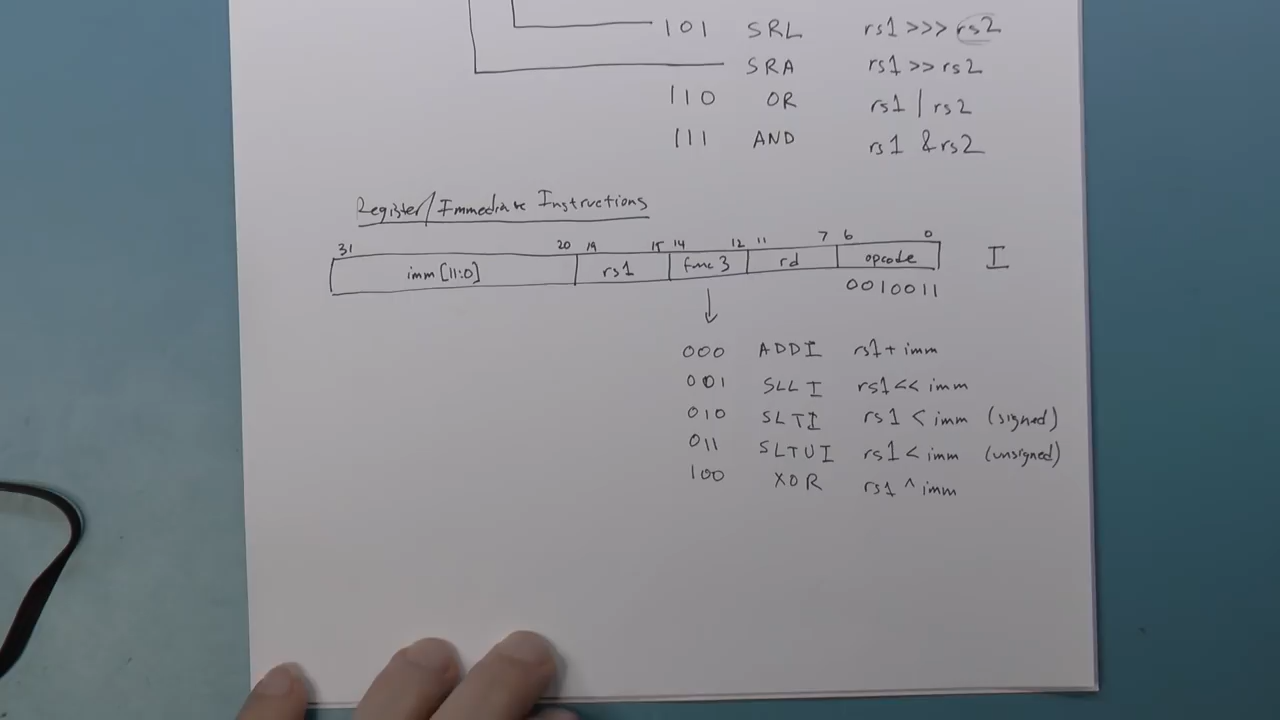 101 SRL rs1 >>> rs2
SRA rs1 >> rs2
110 OR rs1 | rs2
111 AND rs1 & rs2
Register/Immediate Instructions
31 20 19 15 14 12 11 7 6 0
imm [11:0] rs1 func3 rd opcode I
0010011
000 ADDI rs1 + imm
001 SLLI rs1 << imm
010 SLTI rs1 < imm (signed)
011 SLTUI rs1 < imm (unsigned)
100 XOR rs1 ^ imm